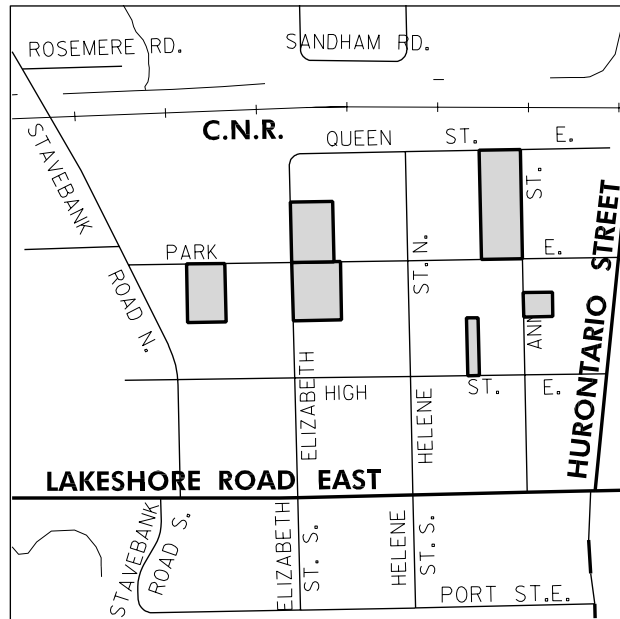 ROSEMERE RD.
SANDHAM RD.
C.N.R.
QUEEN ST. E.
STAVEBANK ROAD N.
PARK E.
ST. N.
ANN ST.
HURONTARIO STREET
ELIZABETH
HIGH ST. E.
HELENE
LAKESHORE ROAD EAST
STAVEBANK ROAD S.
ELIZABETH ST. S.
HELENE ST. S.
PORT ST.E.